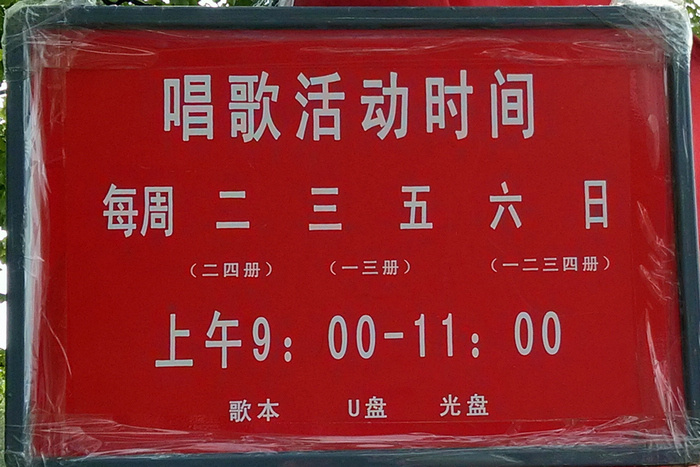 唱歌活动时间
每周 二 三 五 六 日
（二四册） （一三册） （一二三四册）
上午9：00-11：00
歌本 U盘 光盘